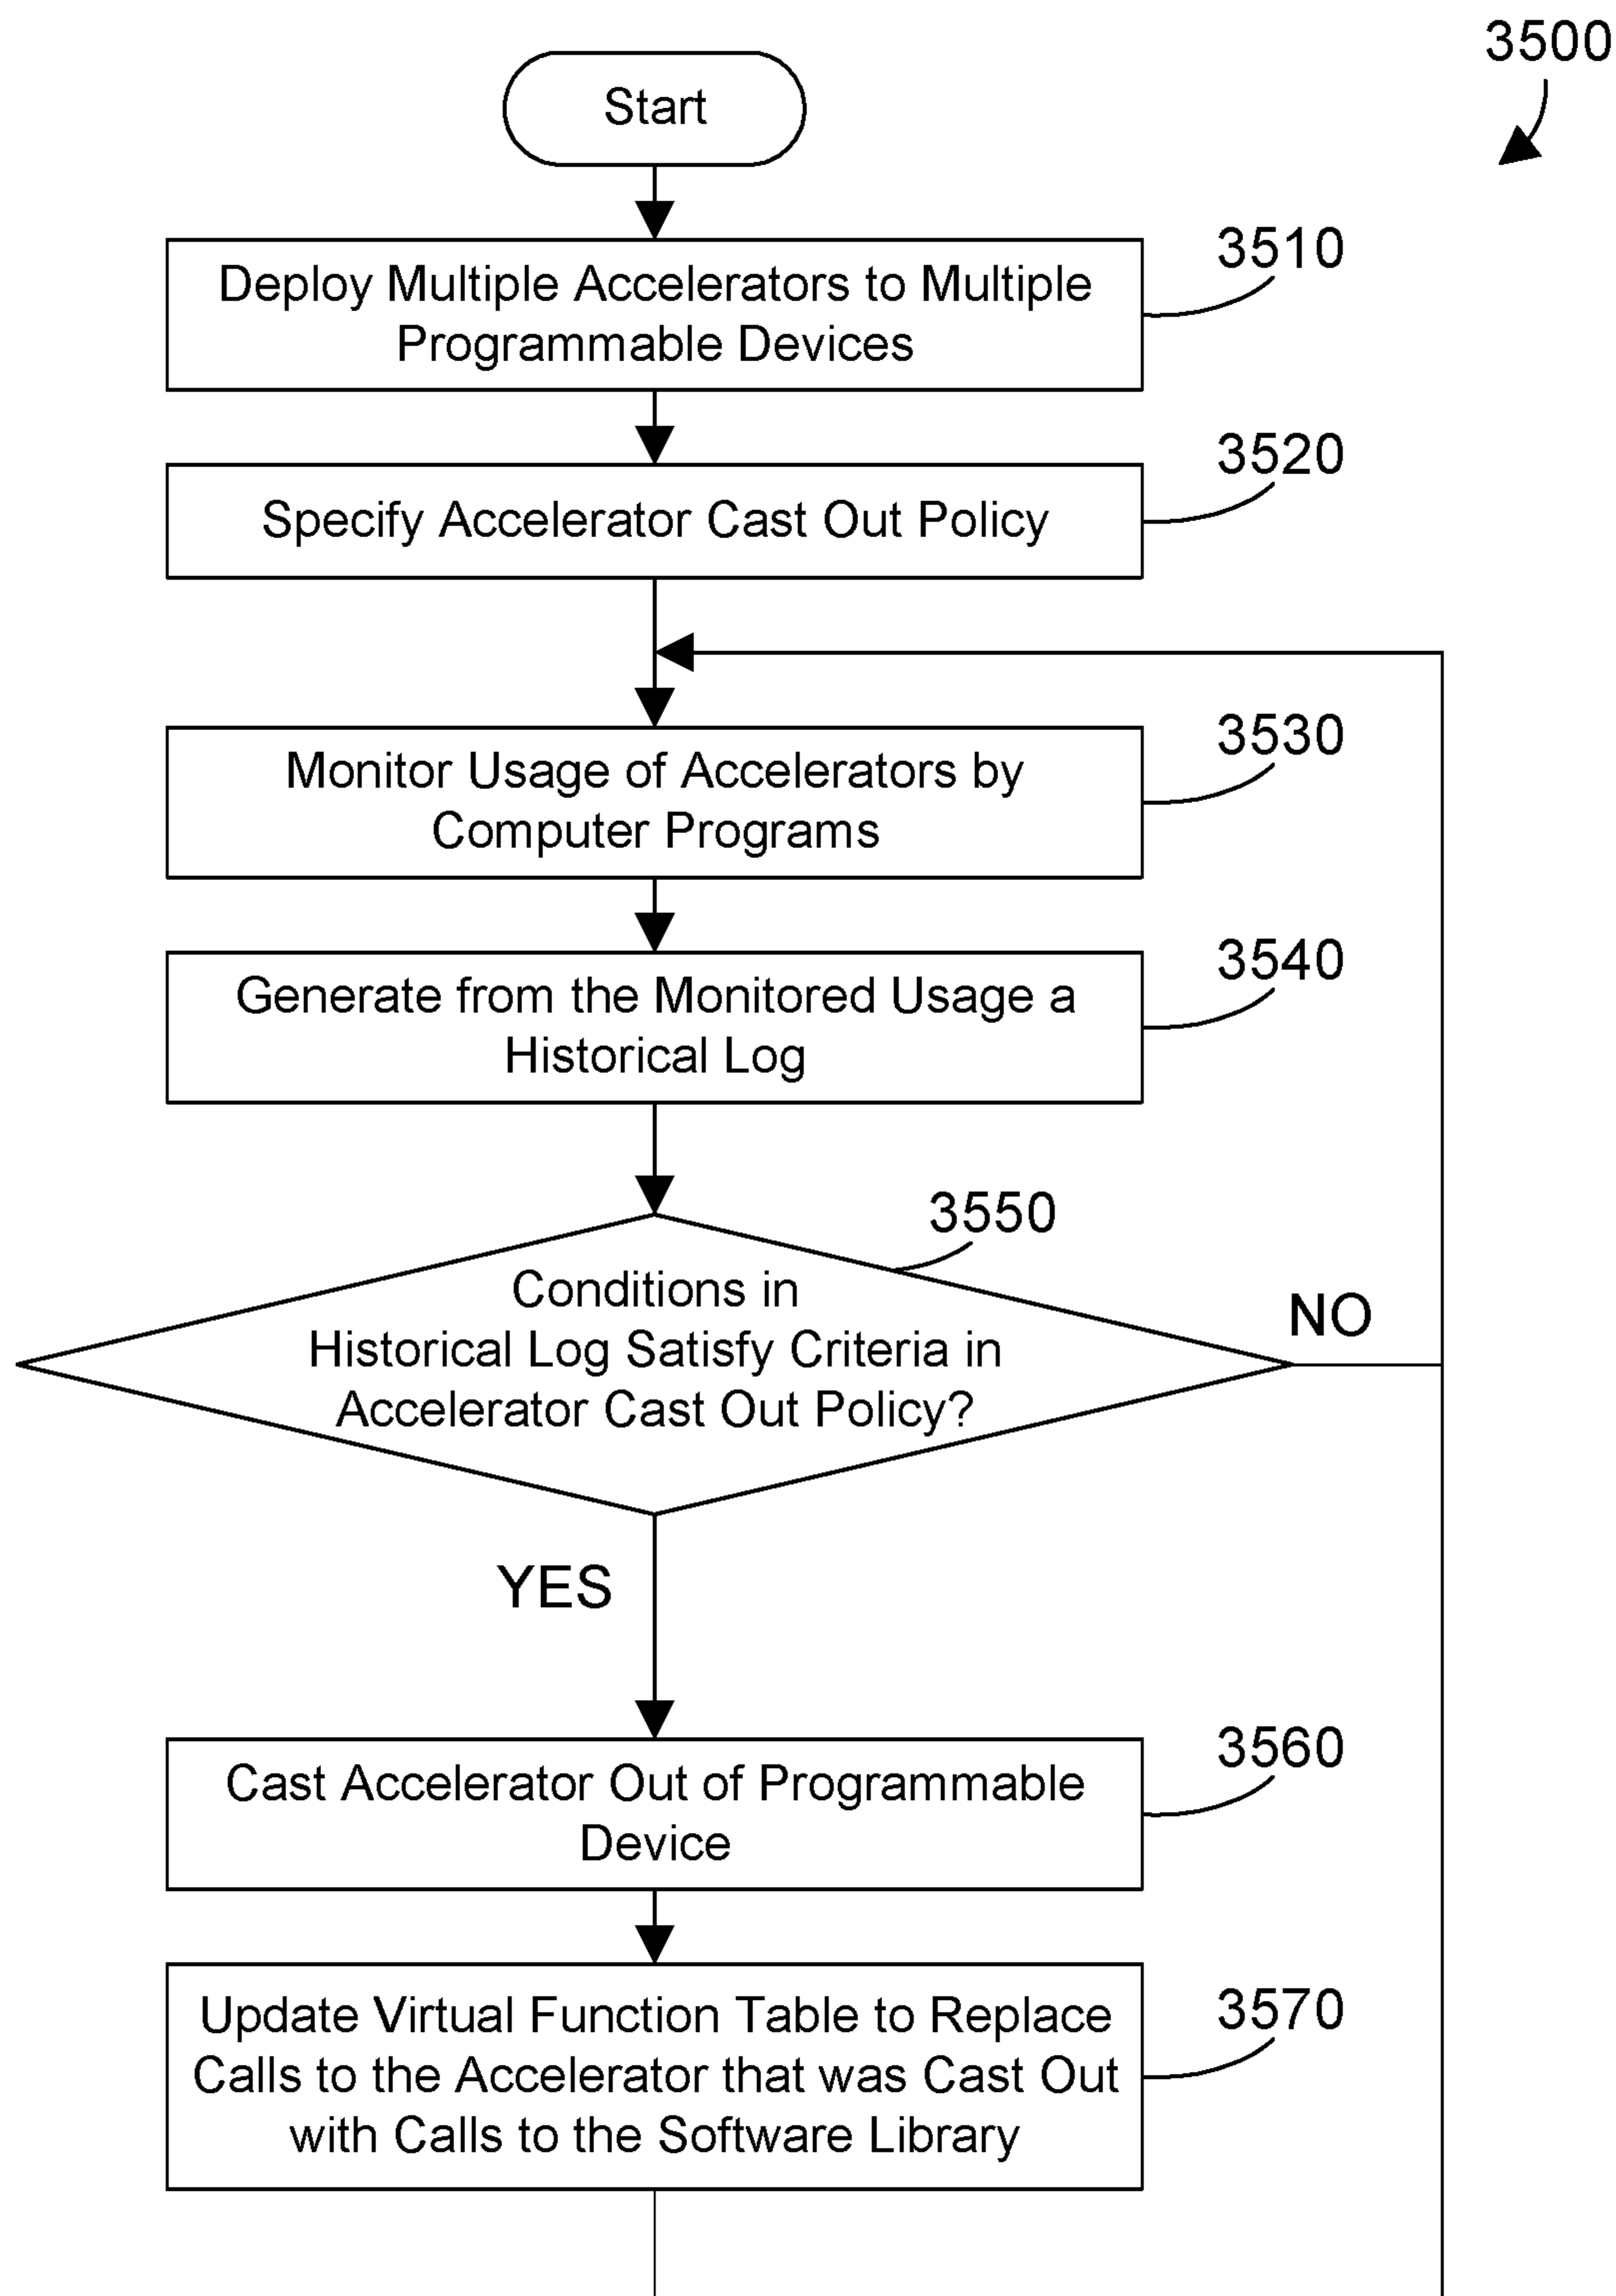 3500
Start
3510
Deploy Multiple Accelerators to Multiple
Programmable Devices
3520
Specify Accelerator Cast Out Policy
3530
Monitor Usage of Accelerators by
Computer Programs
3540
Generate from the Monitored Usage a
Historical Log
3550
Conditions in
Historical Log Satisfy Criteria in
Accelerator Cast Out Policy?
NO
YES
3560
Cast Accelerator Out of Programmable
Device
3570
Update Virtual Function Table to Replace
Calls to the Accelerator that was Cast Out
with Calls to the Software Library